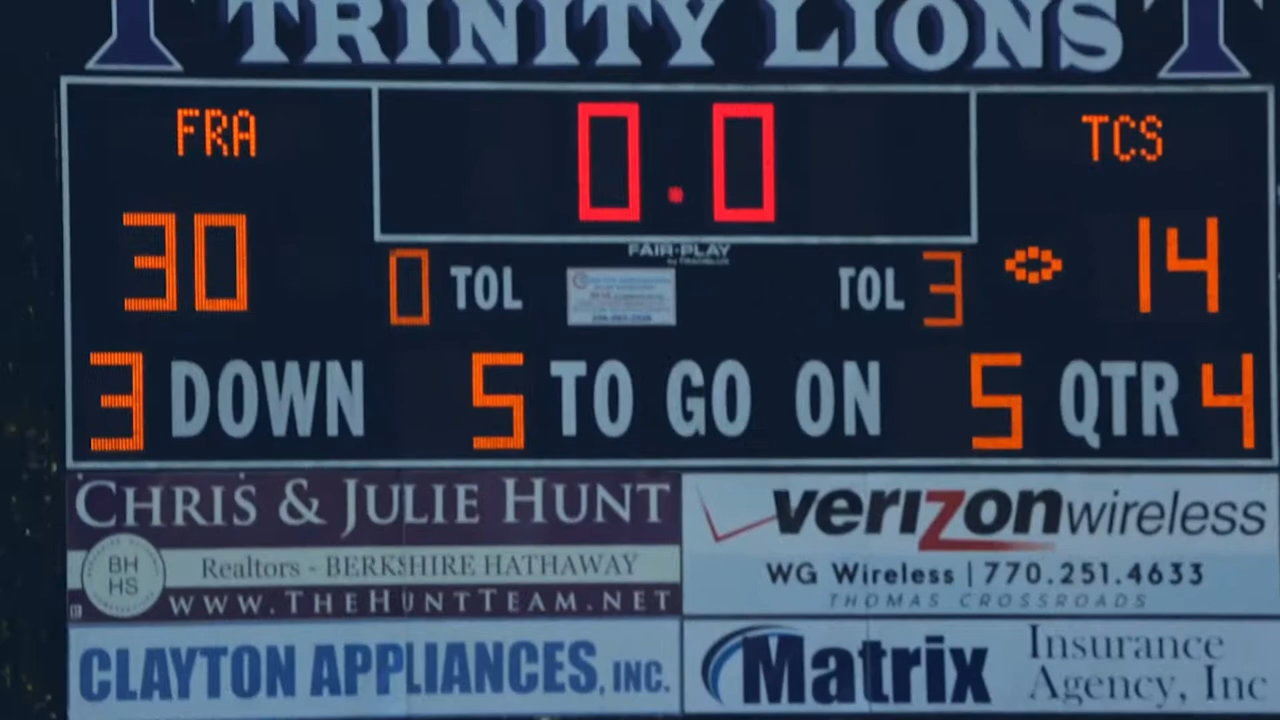 TRINITY LIONS
FRA 0.0 TCS
30 14
FAIR-PLAY
0 TOL TOL 3
3 DOWN 5 TO GO ON 5 QTR 4
CHRIS & JULIE HUNT
BH
HS
Realtors - BERKSHIRE HATHAWAY
WWW.THEHUNTTEAM.NET
verizonwireless
WG Wireless | 770.251.4633
THOMAS CROSSROADS
CLAYTON APPLIANCES, INC.
Matrix
Insurance
Agency, Inc